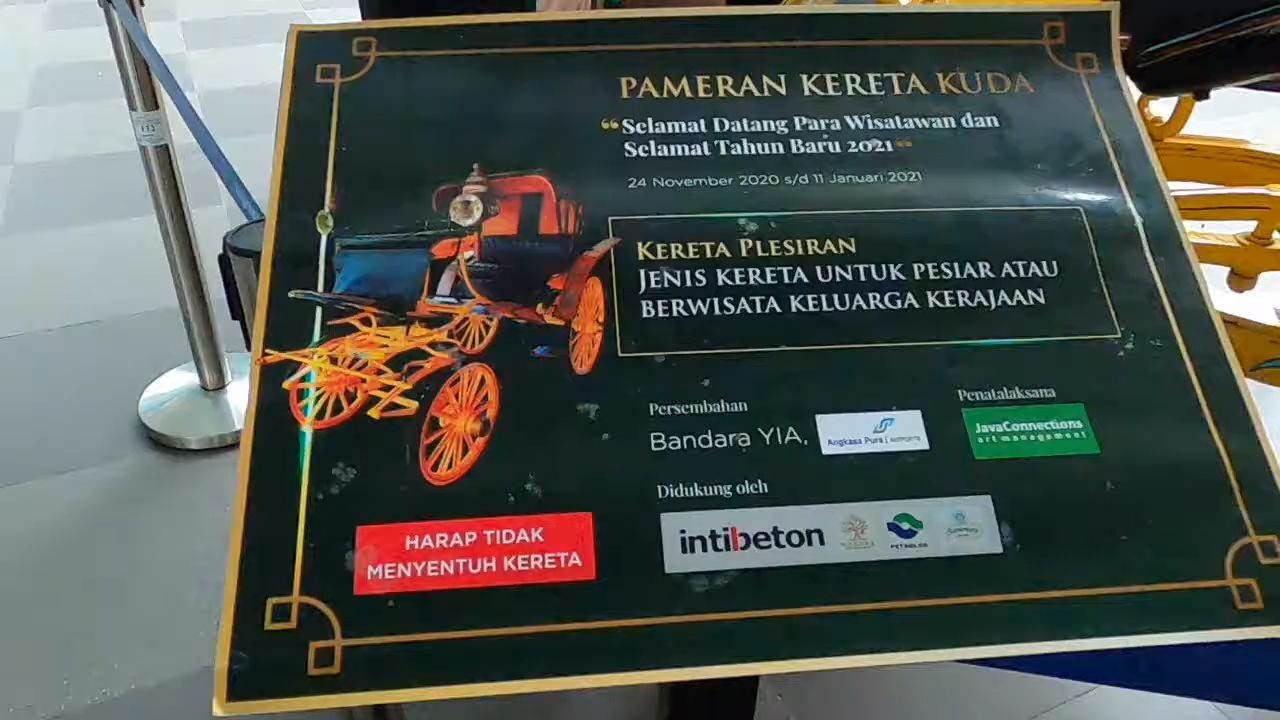 PAMERAN KERETA KUDA
“Selamat Datang Para Wisatawan dan
Selamat Tahun Baru 2021”
24 November 2020 s/d 11 Januari 2021
KERETA PLESIRAN
JENIS KERETA UNTUK PESIAR ATAU
BERWISATA KELUARGA KERAJAAN
Persembahan
Bandara YIA,
Angkasa Pura | AIRPORTS
Penatalaksana
JavaConnections
art management
Didukung oleh
intibeton
HARAP TIDAK
MENYENTUH KERETA